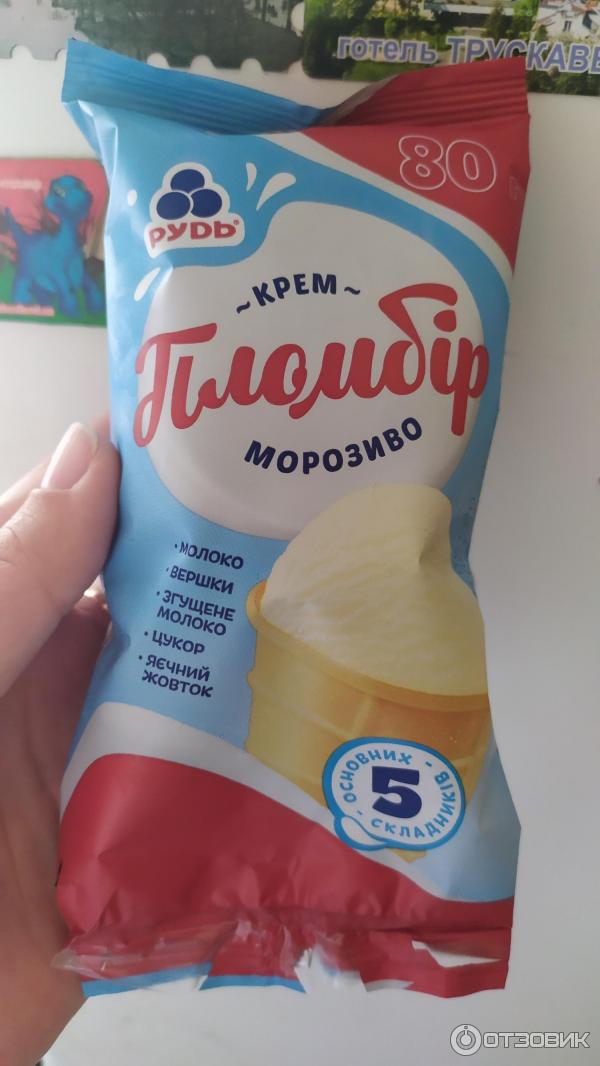 готель ТРУСКАВЕ
80
РУДЬ
~КРЕМ~
Пломбір
МОРОЗИВО
· МОЛОКО
· ВЕРШКИ
· ЗГУЩЕНЕ
МОЛОКО
· ЦУКОР
· ЯЄЧНИЙ
ЖОВТОК
ОСНОВНИХ
5
СКЛАДНИКІВ
ОТЗОВИК